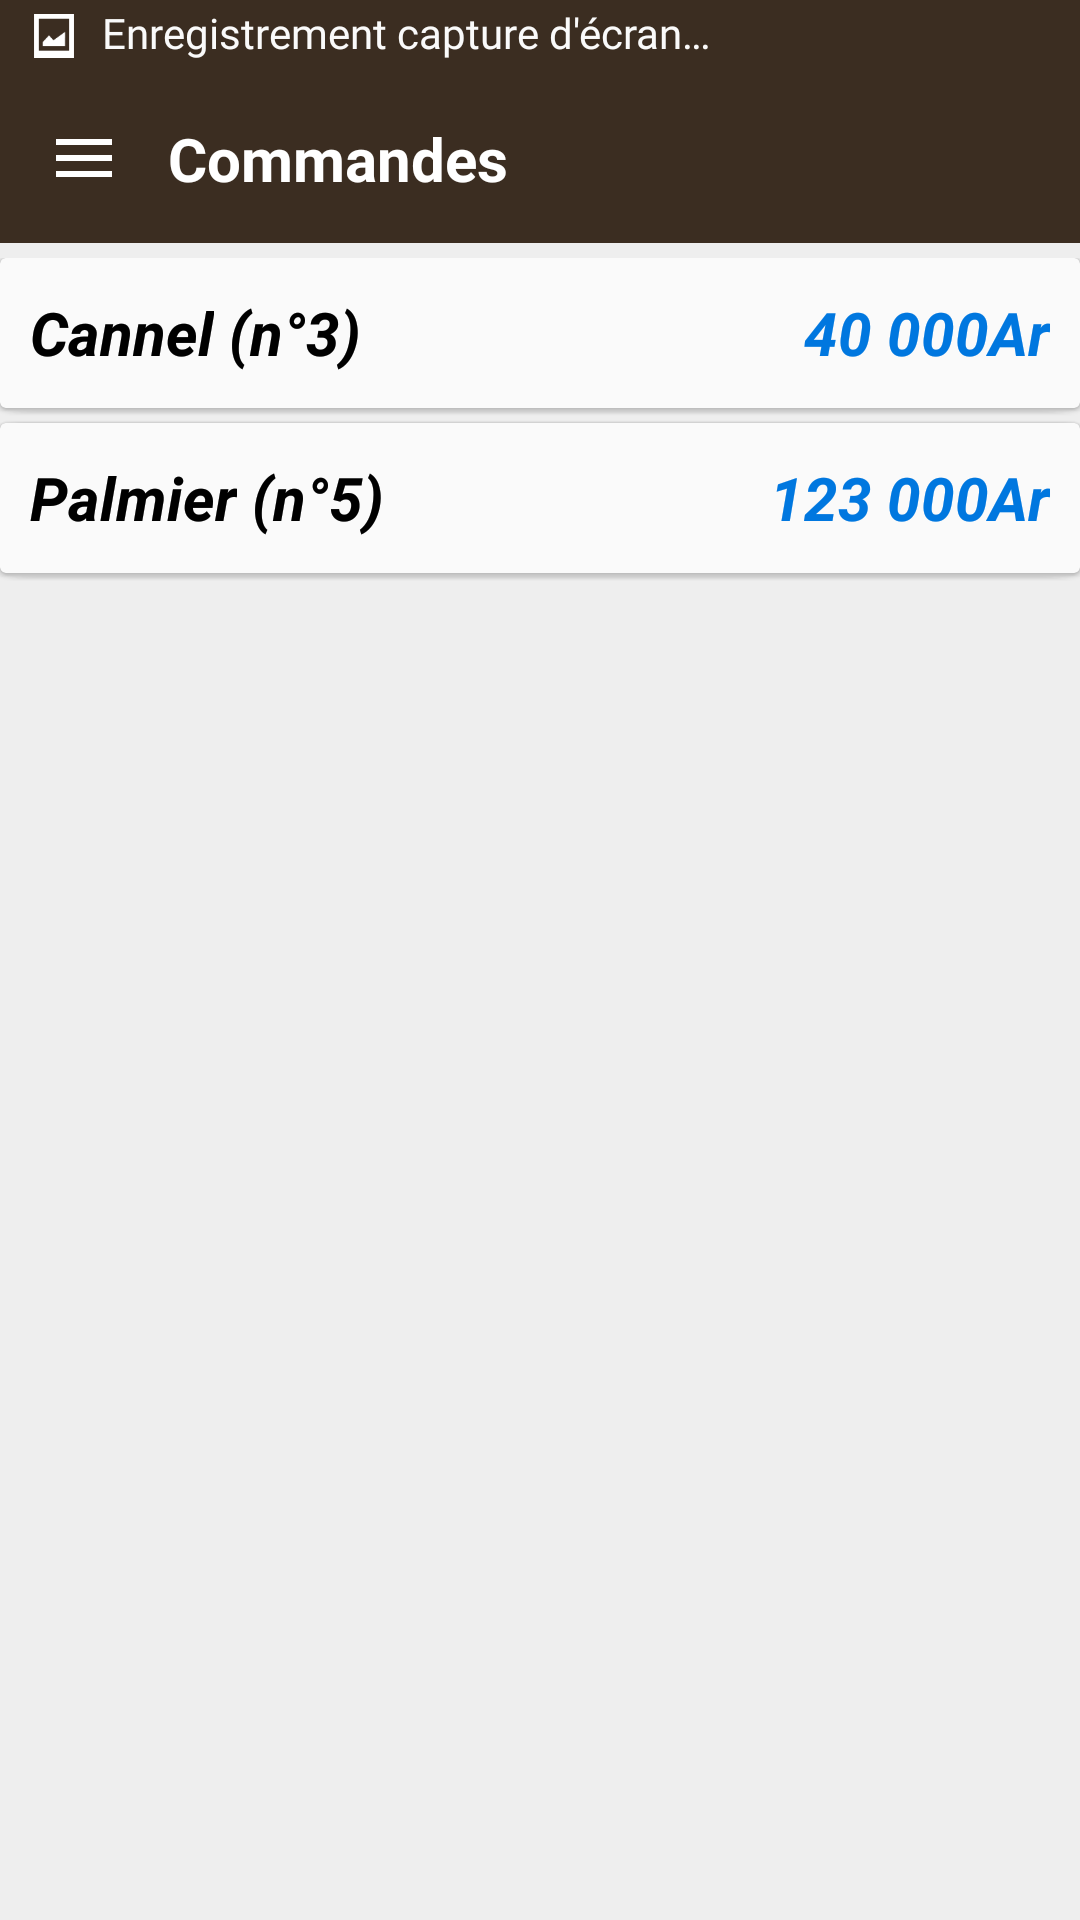 Enregistrement capture d'écran...
Commandes
Cannel (n°3) 40 000Ar
Palmier (n°5) 123 000Ar